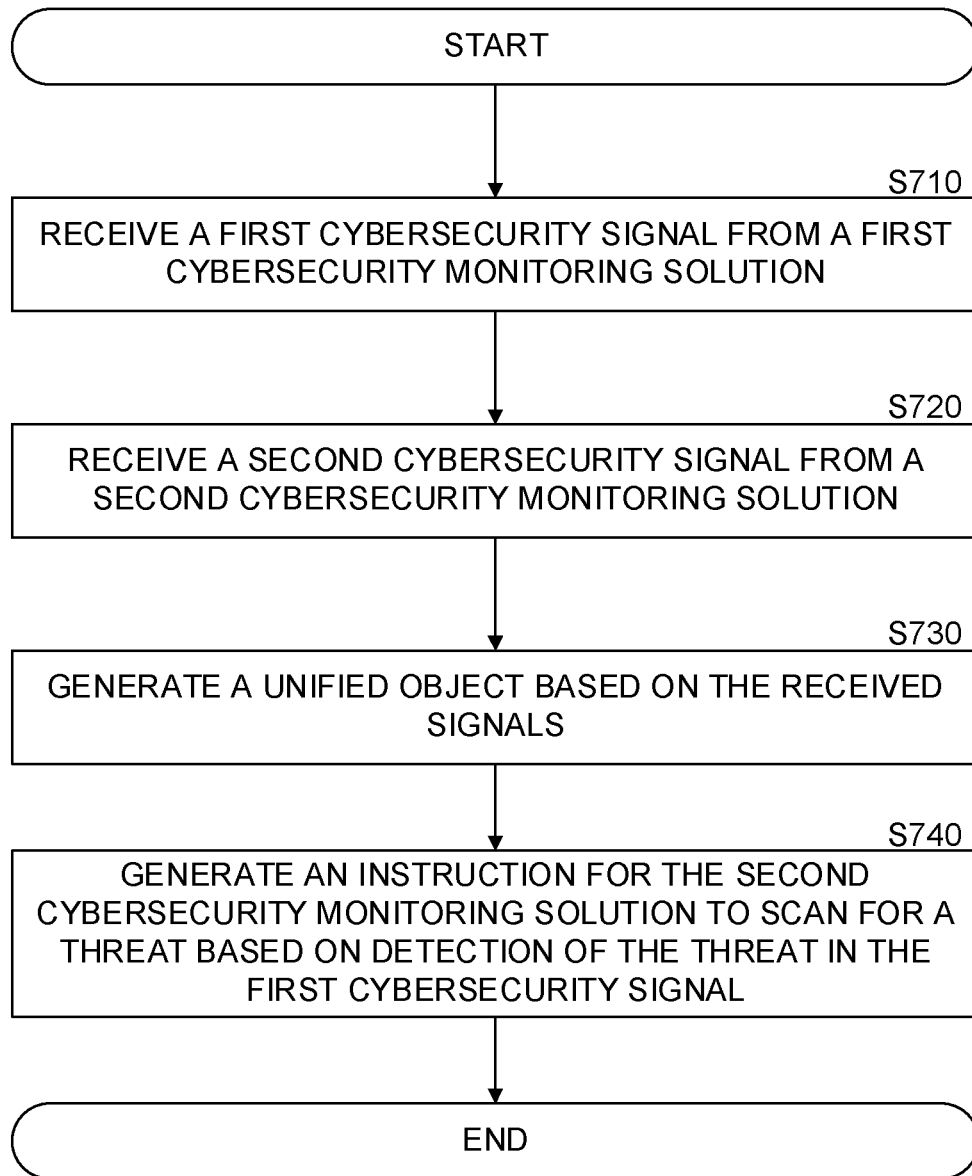 START
S710
RECEIVE A FIRST CYBERSECURITY SIGNAL FROM A FIRST
CYBERSECURITY MONITORING SOLUTION
S720
RECEIVE A SECOND CYBERSECURITY SIGNAL FROM A
SECOND CYBERSECURITY MONITORING SOLUTION
S730
GENERATE A UNIFIED OBJECT BASED ON THE RECEIVED
SIGNALS
S740
GENERATE AN INSTRUCTION FOR THE SECOND
CYBERSECURITY MONITORING SOLUTION TO SCAN FOR A
THREAT BASED ON DETECTION OF THE THREAT IN THE
FIRST CYBERSECURITY SIGNAL
END